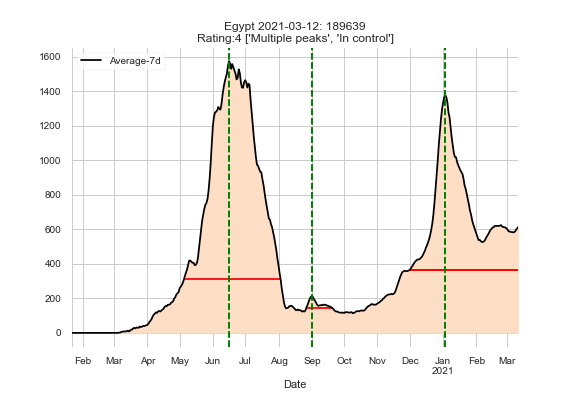 Egypt 2021-03-12: 189639
Rating:4 ['Multiple peaks', 'In control']
Average-7d
1600
1400
1200
1000
800
600
400
200
0
Feb Mar Apr May Jun Jul Aug Sep Oct Nov Dec Jan Feb Mar
2021
Date